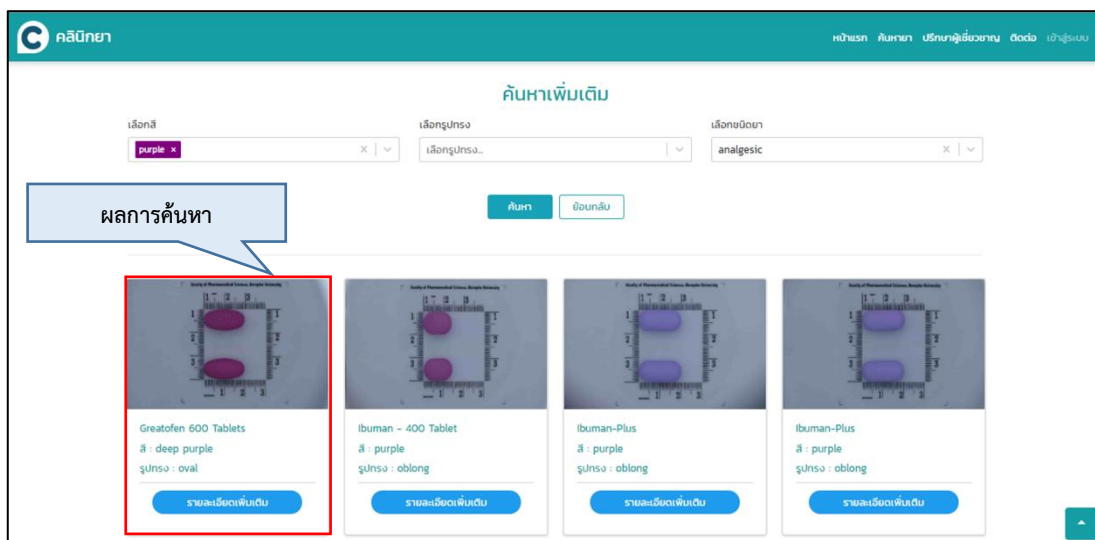 คลินิกยา
หน้าแรก ค้นหายา ปรึกษาผู้เชี่ยวชาญ ติดต่อ เข้าสู่ระบบ
ค้นหาเพิ่มเติม
เลือกสี เลือกรูปทรง เลือกชนิดยา
purple × เลือกรูปทรง.. analgesic
ค้นหา ย้อนกลับ
ผลการค้นหา
Greatofen 600 Tablets
สี : deep purple
รูปทรง : oval
รายละเอียดเพิ่มเติม
Ibuman - 400 Tablet
สี : purple
รูปทรง : oblong
รายละเอียดเพิ่มเติม
Ibuman-Plus
สี : purple
รูปทรง : oblong
รายละเอียดเพิ่มเติม
Ibuman-Plus
สี : purple
รูปทรง : oblong
รายละเอียดเพิ่มเติม